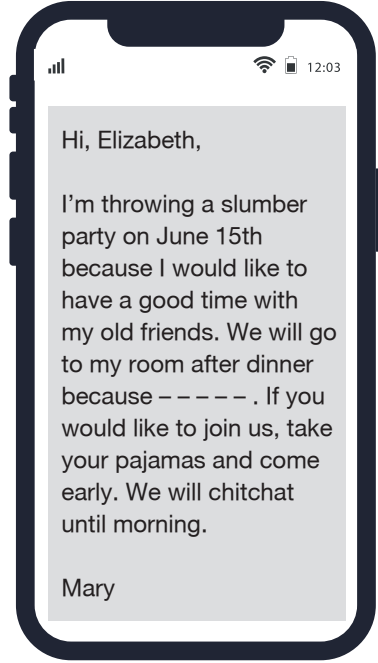 12:03
Hi, Elizabeth,
I'm throwing a slumber
party on June 15th
because I would like to
have a good time with
my old friends. We will go
to my room after dinner
because – – – – – . If you
would like to join us, take
your pajamas and come
early. We will chitchat
until morning.
Mary